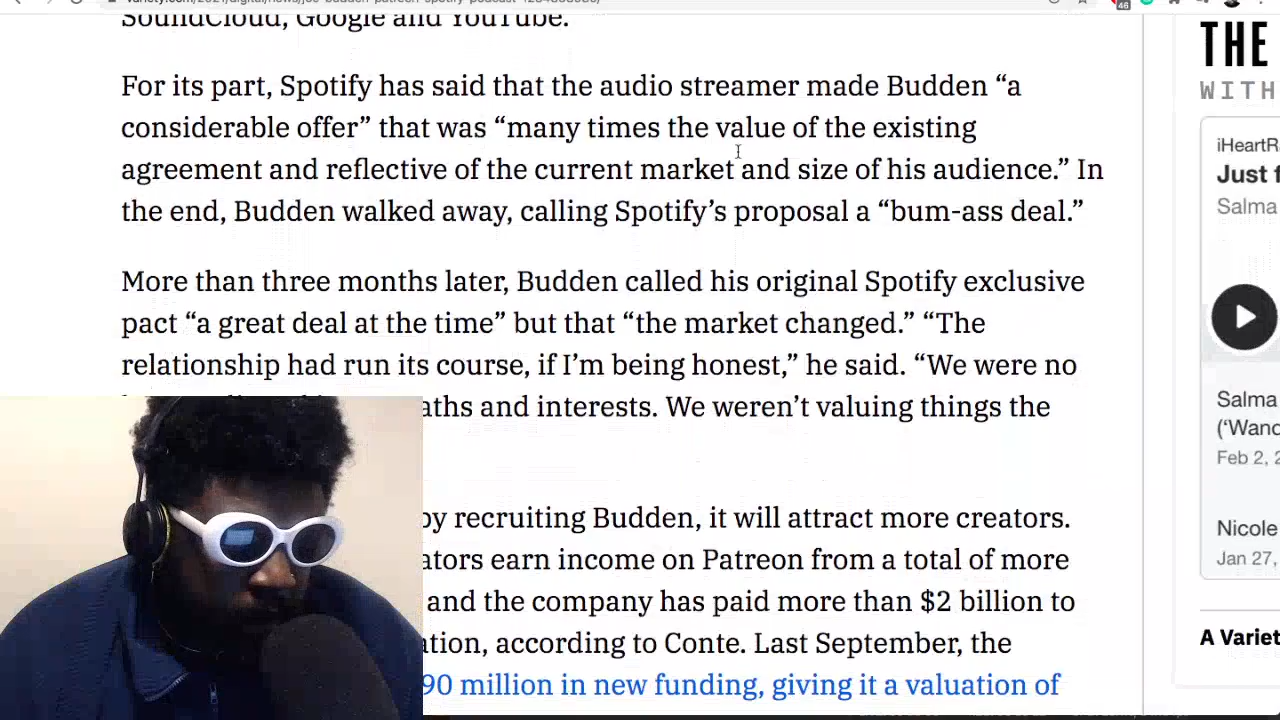 SoundCloud, Google and YouTube.
For its part, Spotify has said that the audio streamer made Budden “a
considerable offer” that was “many times the value of the existing
agreement and reflective of the current market and size of his audience.” In
the end, Budden walked away, calling Spotify’s proposal a “bum-ass deal.”
More than three months later, Budden called his original Spotify exclusive
pact “a great deal at the time” but that “the market changed.” “The
relationship had run its course, if I’m being honest,” he said. “We were no
and interests. We weren’t valuing things the
by recruiting Budden, it will attract more creators.
earn income on Patreon from a total of more
and the company has paid more than $2 billion to
according to Conte. Last September, the
90 million in new funding, giving it a valuation of
THE
WITH
46
iHeartR
Just f
Salma
Salma
(‘Wand
Feb 2, 2
Nicole
Jan 27,
A Variet